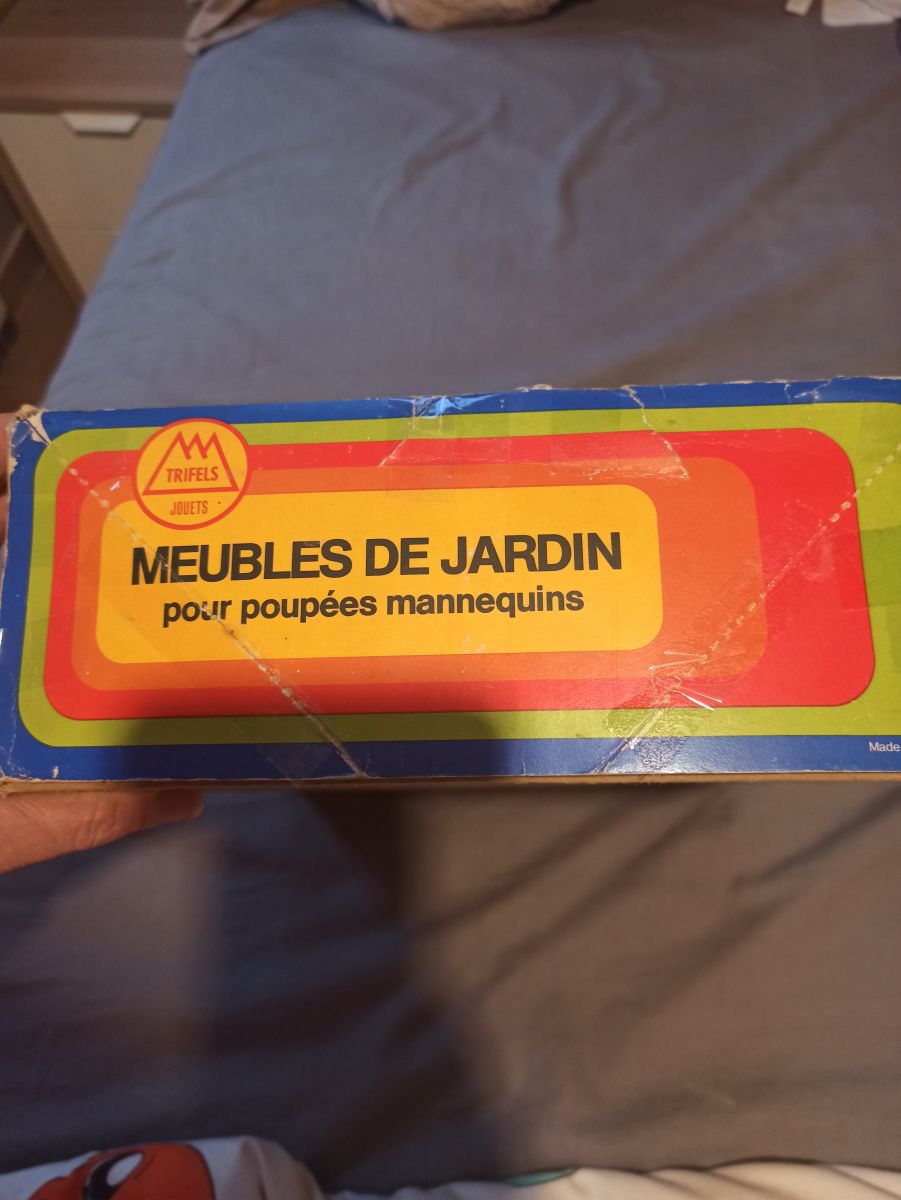 TRIFELS
JOUETS
MEUBLES DE JARDIN
pour poupées mannequins
Made